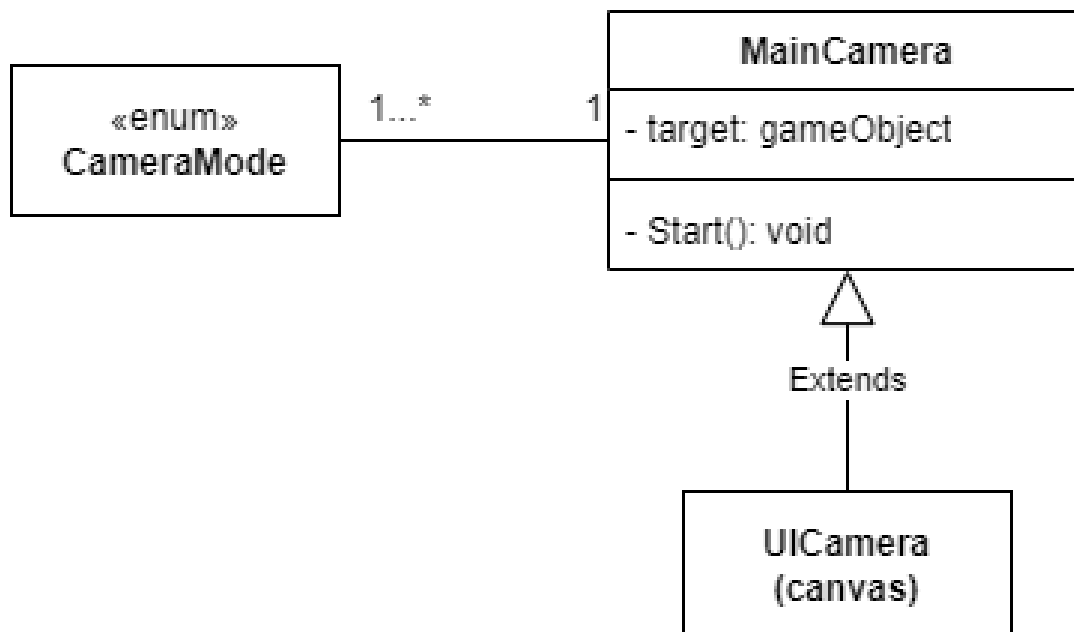 «enum»
CameraMode
1...*
1
MainCamera
- target: gameObject
- Start(): void
Extends
UICamera
(canvas)